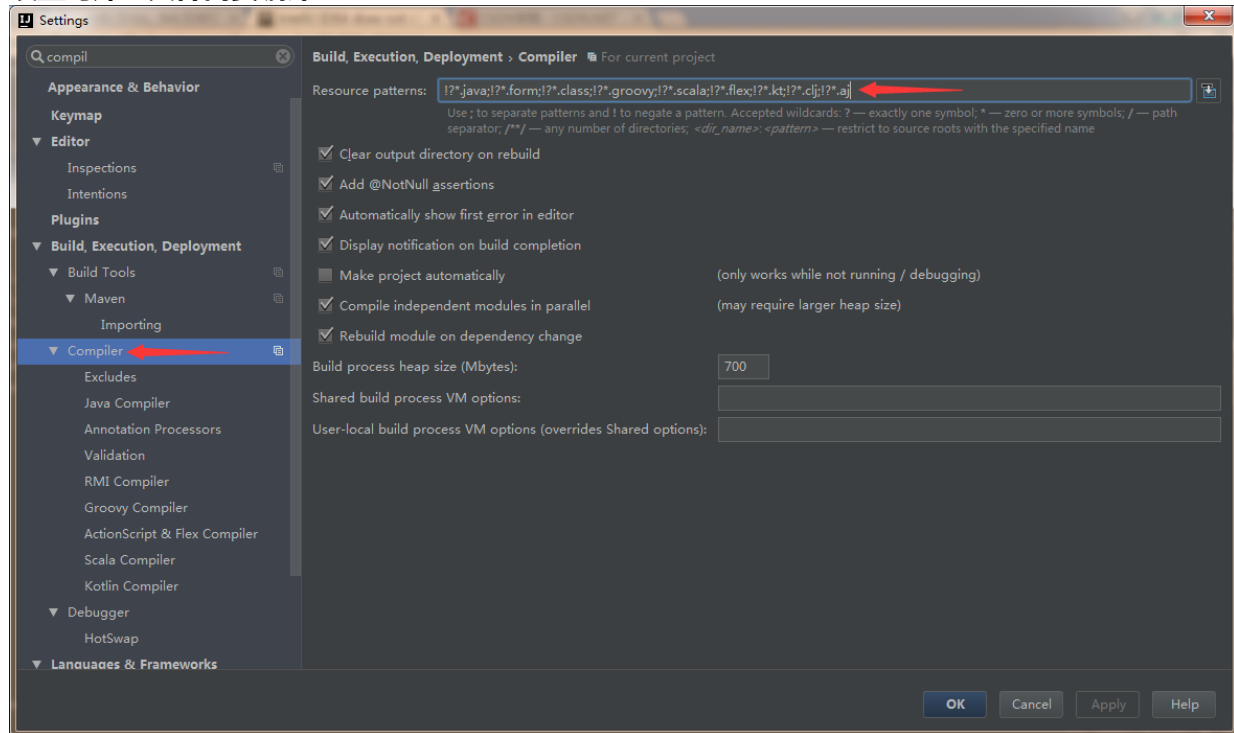 Settings
compil
Appearance & Behavior
Keymap
Editor
Inspections
Intentions
Plugins
Build, Execution, Deployment
Build Tools
Maven
Importing
Compiler
Excludes
Java Compiler
Annotation Processors
Validation
RMI Compiler
Groovy Compiler
ActionScript & Flex Compiler
Scala Compiler
Kotlin Compiler
Debugger
HotSwap
Languages & Frameworks
Build, Execution, Deployment › Compiler For current project
Resource patterns: !?*.java;!?*.form;!?*.class;!?*.groovy;!?*.scala;!?*.flex;!?*.kt;!?*.clj;!?*.aj
Use ; to separate patterns and ! to negate a pattern. Accepted wildcards: ? — exactly one symbol; * — zero or more symbols; / — path
separator; /**/ — any number of directories; <dir_name>:<pattern> — restrict to source roots with the specified name
Clear output directory on rebuild
Add @NotNull assertions
Automatically show first error in editor
Display notification on build completion
Make project automatically (only works while not running / debugging)
Compile independent modules in parallel (may require larger heap size)
Rebuild module on dependency change
Build process heap size (Mbytes): 700
Shared build process VM options:
User-local build process VM options (overrides Shared options):
OK Cancel Apply Help